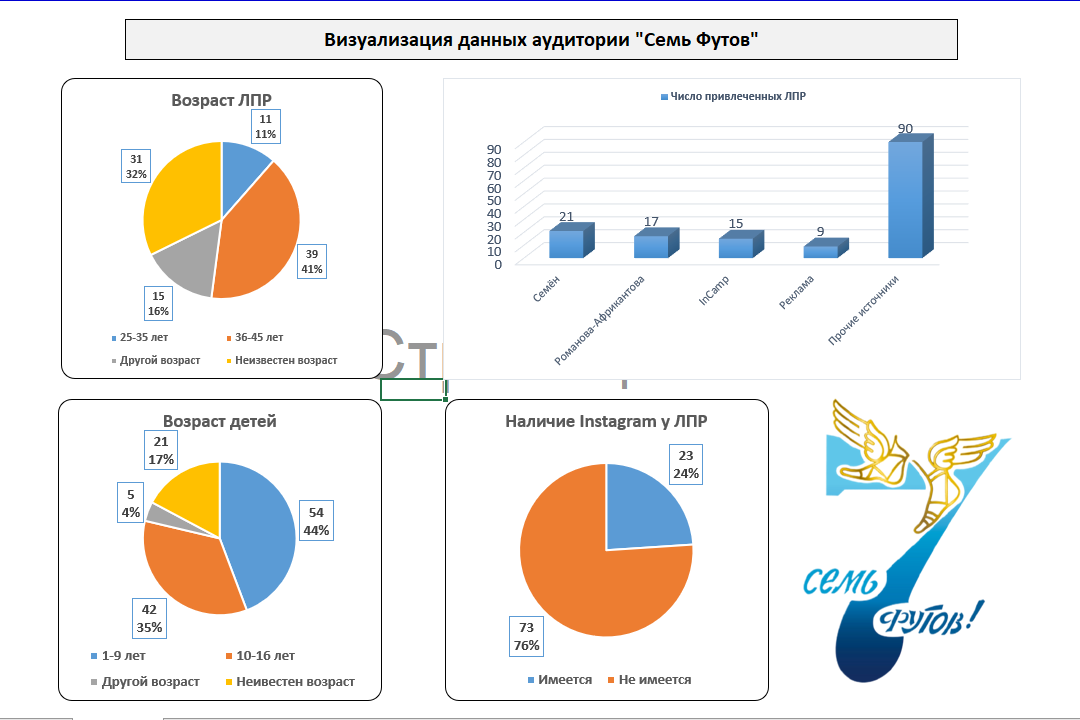 Визуализация данных аудитории "Семь Футов"
Возраст ЛПР
11
11%
31
32%
39
41%
15
16%
25-35 лет
36-45 лет
Другой возраст
Неизвестен возраст
Число привлеченных ЛПР
90
80
70
60
50
40
30
20
10
0
21
17
15
9
90
Семён
Романова-Африкантова
InCamp
Реклама
Прочие источники
Ст
Возраст детей
21
17%
5
4%
54
44%
42
35%
1-9 лет
10-16 лет
Другой возраст
Неивестен возраст
Наличие Instagram у ЛПР
23
24%
73
76%
Имеется
Не имеется
7
семь
футов!